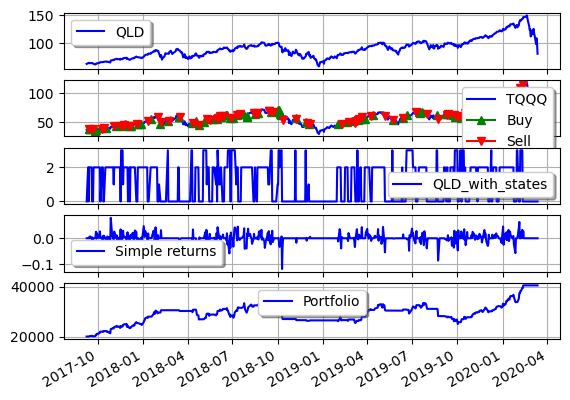 150
QLD
100
100
TQQQ
Buy
50
Sell
2
QLD_with_states
0
0.0
Simple returns
−0.1
40000
Portfolio
20000
2017-10 2018-01 2018-04 2018-07 2018-10 2019-01 2019-04 2019-07 2019-10 2020-01 2020-04